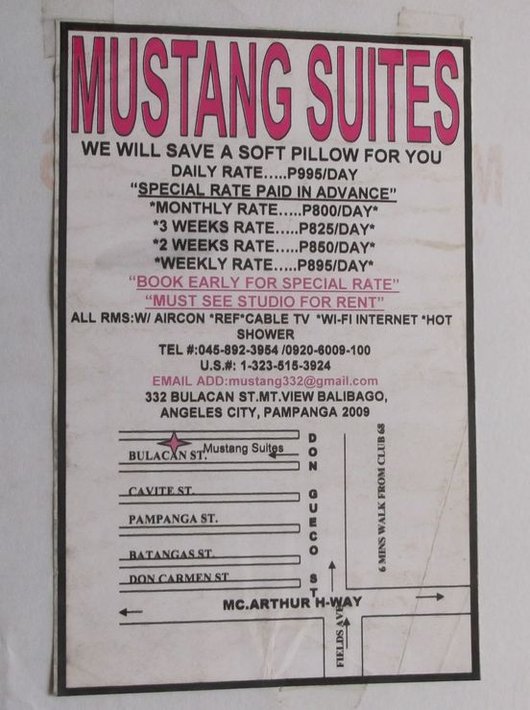 MUSTANG SUITES
WE WILL SAVE A SOFT PILLOW FOR YOU
DAILY RATE.....P995/DAY
"SPECIAL RATE PAID IN ADVANCE"
*MONTHLY RATE.....P800/DAY*
*3 WEEKS RATE.....P825/DAY*
*2 WEEKS RATE.....P850/DAY*
*WEEKLY RATE.....P895/DAY*
"BOOK EARLY FOR SPECIAL RATE"
"MUST SEE STUDIO FOR RENT"
ALL RMS:W/ AIRCON *REF*CABLE TV *WI-FI INTERNET *HOT
SHOWER
TEL #:045-892-3954 /0920-6009-100
U.S.#: 1-323-515-3924
EMAIL ADD:mustang332@gmail.com
332 BULACAN ST.MT.VIEW BALIBAGO,
ANGELES CITY, PAMPANGA 2009
Mustang Suites
BULACAN ST.
CAVITE ST.
PAMPANGA ST.
BATANGAS ST.
DON CARMEN ST
DON GUECO ST
6 MINS WALK FROM CLUB 68
MC.ARTHUR H-WAY
FIELDS AVE